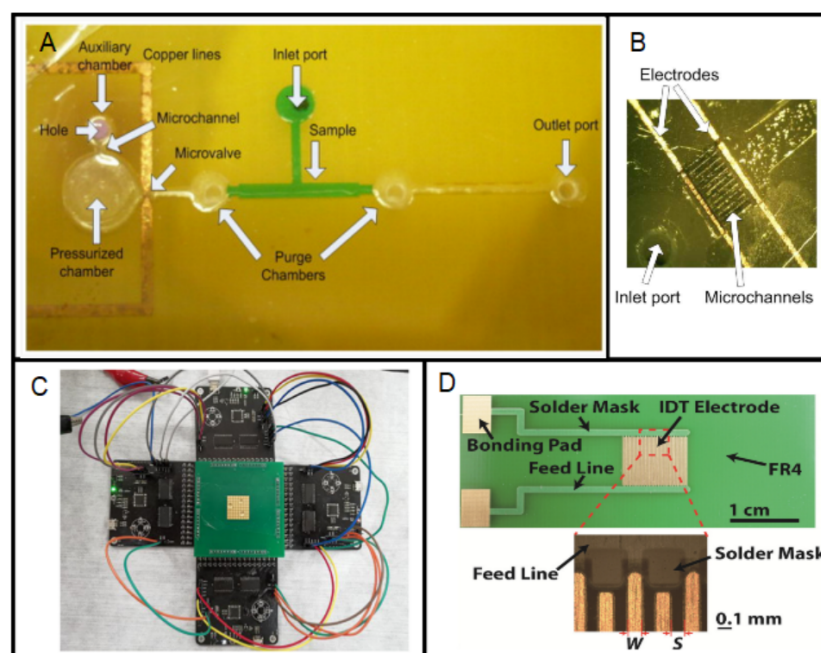 A
Auxiliary
chamber
Copper lines
Inlet port
Hole
Microchannel
Sample
Outlet port
Microvalve
Pressurized
chamber
Purge
Chambers
B
Electrodes
Inlet port
Microchannels
C
D
Solder Mask
IDT Electrode
Bonding Pad
Feed Line
FR4
1 cm
Feed Line
Solder Mask
0.1 mm
W
S